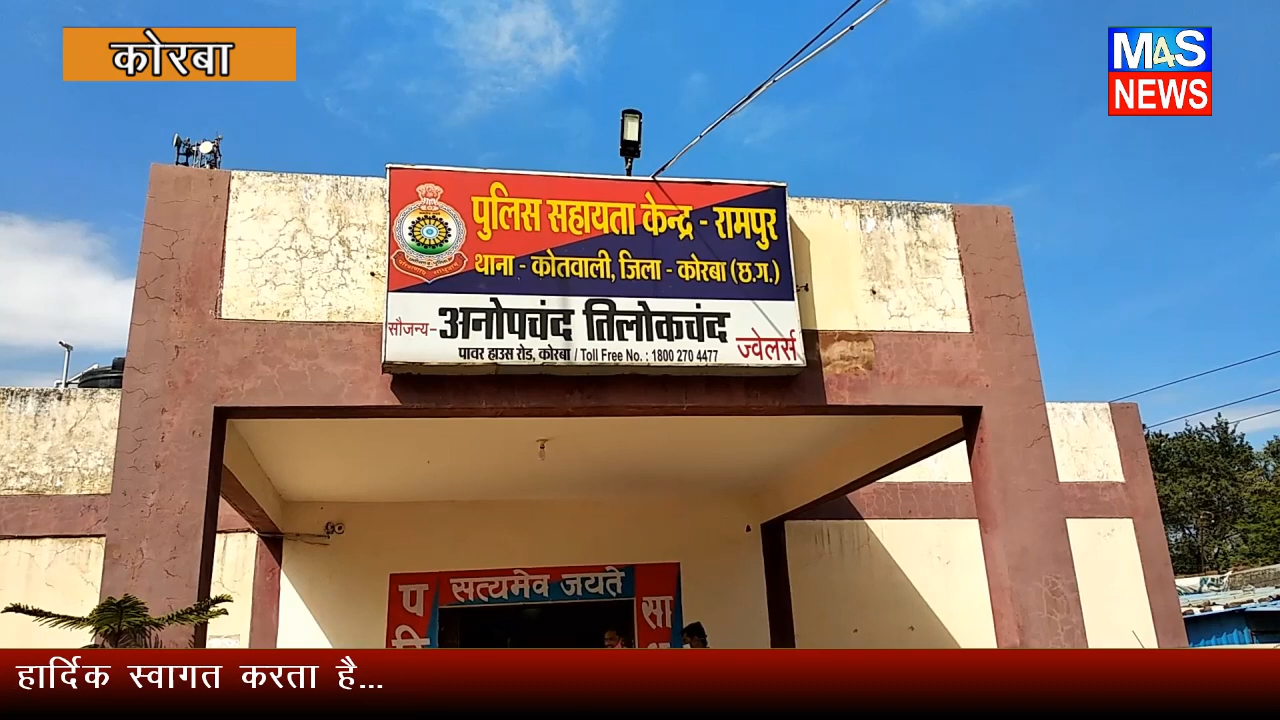 कोरबा
M4S
NEWS
पुलिस सहायता केन्द्र - रामपुर
थाना - कोतवाली, जिला - कोरबा (छ.ग.)
सौजन्य- अनोपचंद तिलोकचंद ज्वेलर्स
पावर हाउस रोड, कोरबा / Toll Free No. : 1800 270 4477
सत्यमेव जयते
प
सा
हार्दिक स्वागत करता है...